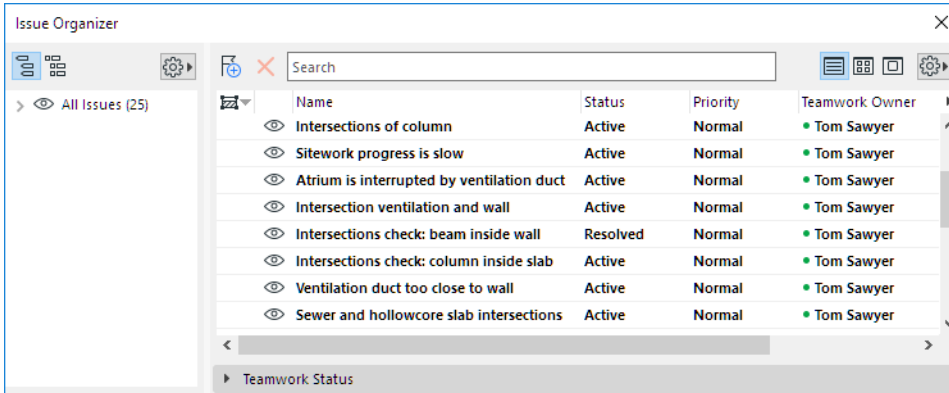 Issue Organizer
Search
All Issues (25)
Name Status Priority Teamwork Owner
Intersections of column Active Normal Tom Sawyer
Sitework progress is slow Active Normal Tom Sawyer
Atrium is interrupted by ventilation duct Active Normal Tom Sawyer
Intersection ventilation and wall Active Normal Tom Sawyer
Intersections check: beam inside wall Resolved Normal Tom Sawyer
Intersections check: column inside slab Active Normal Tom Sawyer
Ventilation duct too close to wall Active Normal Tom Sawyer
Sewer and hollowcore slab intersections Active Normal Tom Sawyer
Teamwork Status